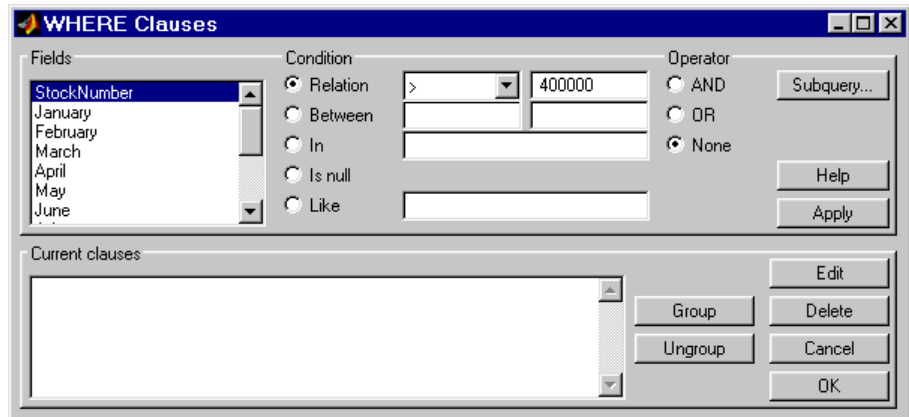 WHERE Clauses
Fields
Condition
Operator
StockNumber
January
February
March
April
May
June
Relation
>
400000
Between
In
Is null
Like
AND
OR
None
Subquery...
Help
Apply
Current clauses
Group
Ungroup
Edit
Delete
Cancel
OK